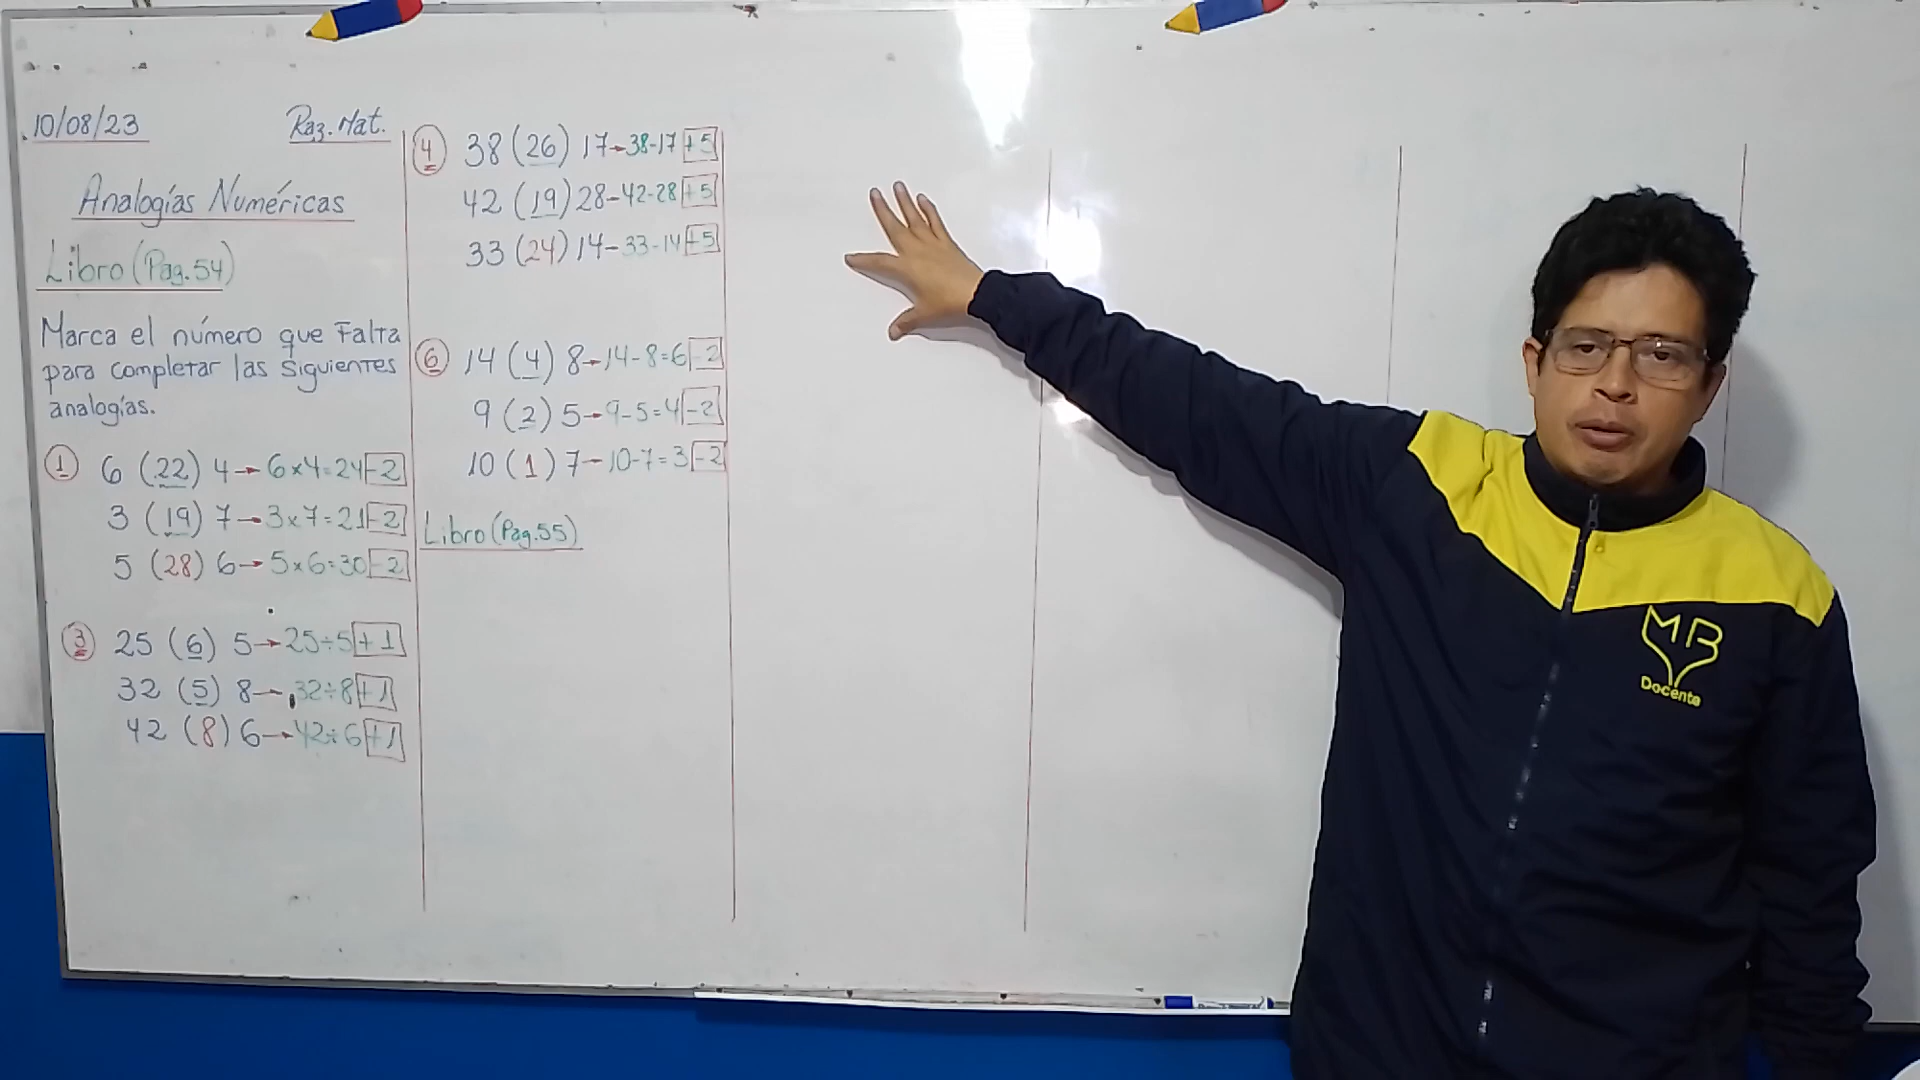 10/08/23 Raz. Mat.
Analogías Numéricas
Libro (Pag. 54)
Marca el número que Falta
para completar las siguientes
analogías.
1 6 (22) 4 → 6 x 4 = 24 - 2
3 (19) 7 → 3 x 7 = 21 - 2
5 (28) 6 → 5 x 6 = 30 - 2
3 25 (6) 5 → 25 ÷ 5 + 1
32 (5) 8 → 32 ÷ 8 + 1
42 (8) 6 → 42 ÷ 6 + 1
4 38 (26) 17 → 38 - 17 + 5
42 (19) 28 - 42 - 28 + 5
33 (24) 14 - 33 - 14 + 5
6 14 (4) 8 → 14 - 8 = 6 - 2
9 (2) 5 → 9 - 5 = 4 - 2
10 (1) 7 - 10 - 7 = 3 - 2
Libro (Pag. 55)
MB
Docente